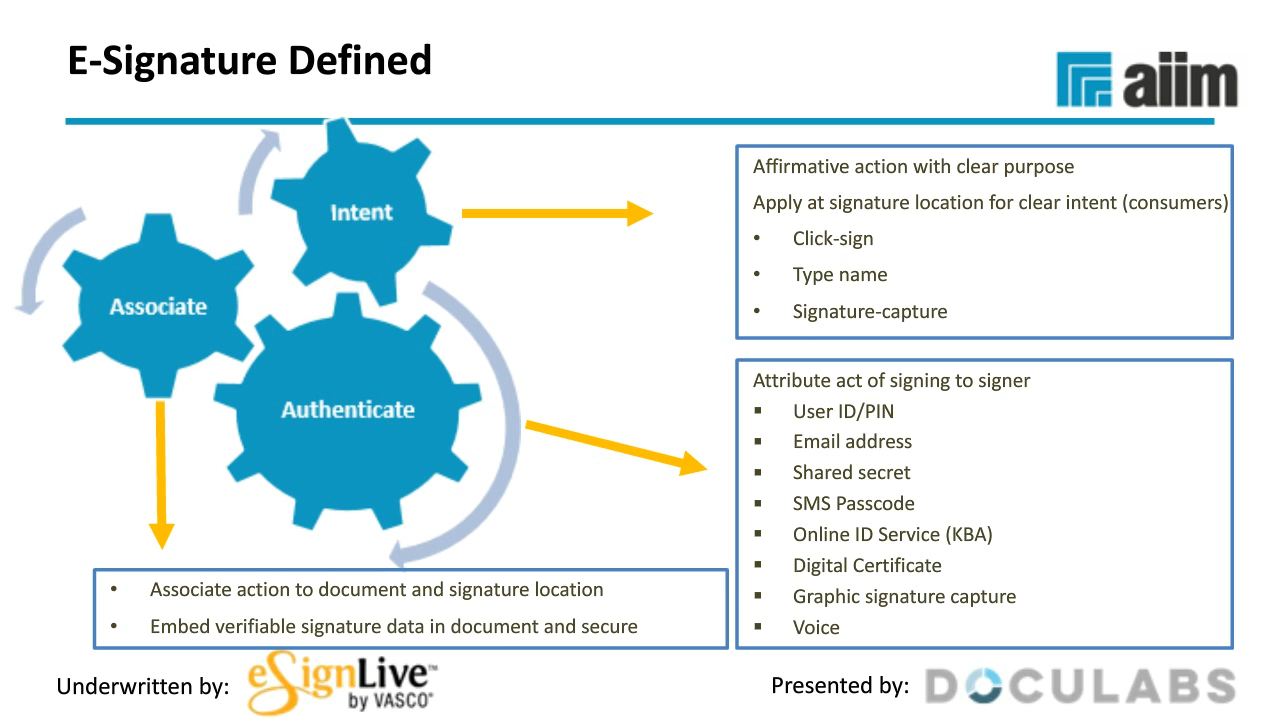 E-Signature Defined
aiim
Intent
Associate
Authenticate
Affirmative action with clear purpose
Apply at signature location for clear intent (consumers)
• Click-sign
• Type name
• Signature-capture
Attribute act of signing to signer
▪ User ID/PIN
▪ Email address
▪ Shared secret
▪ SMS Passcode
▪ Online ID Service (KBA)
▪ Digital Certificate
▪ Graphic signature capture
▪ Voice
• Associate action to document and signature location
• Embed verifiable signature data in document and secure
Underwritten by:
eSignLive™
by VASCO®
Presented by:
DOCULABS